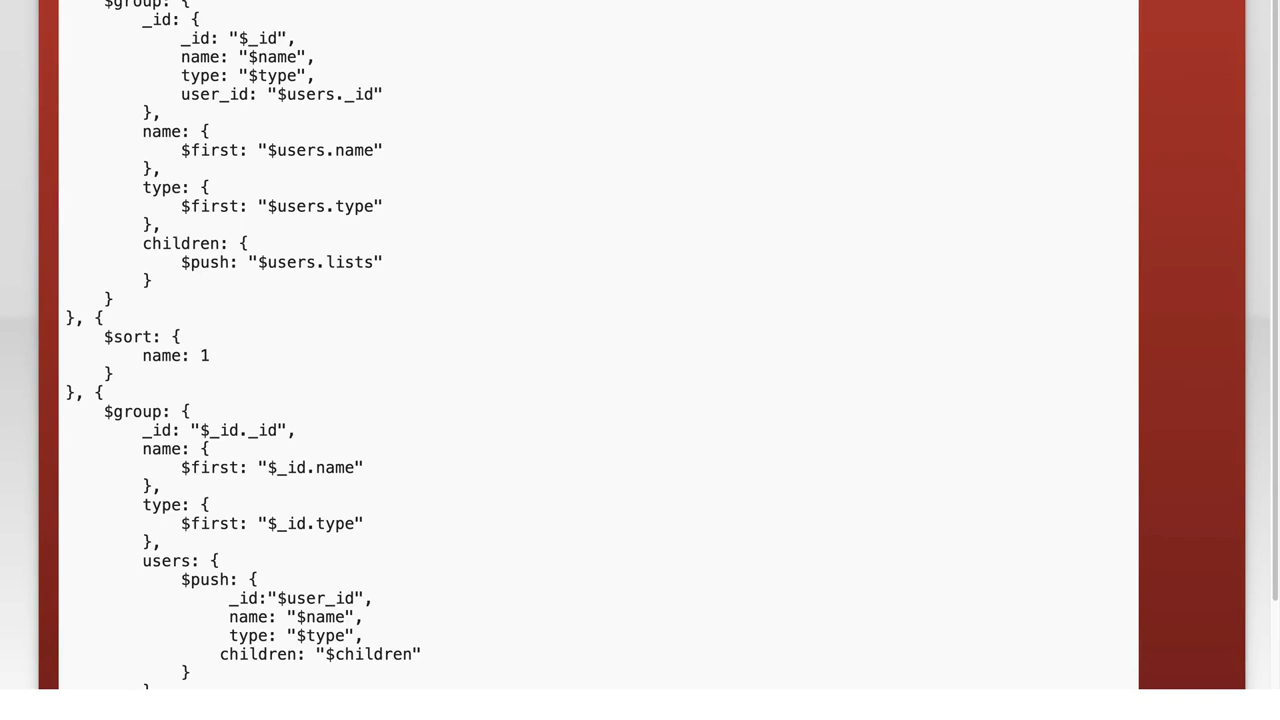 $group: {
_id: {
_id: "$_id",
name: "$name",
type: "$type",
user_id: "$users._id"
},
name: {
$first: "$users.name"
},
type: {
$first: "$users.type"
},
children: {
$push: "$users.lists"
}
}
}, {
$sort: {
name: 1
}
}, {
$group: {
_id: "$_id._id",
name: {
$first: "$_id.name"
},
type: {
$first: "$_id.type"
},
users: {
$push: {
_id:"$user_id",
name: "$name",
type: "$type",
children: "$children"
}
}